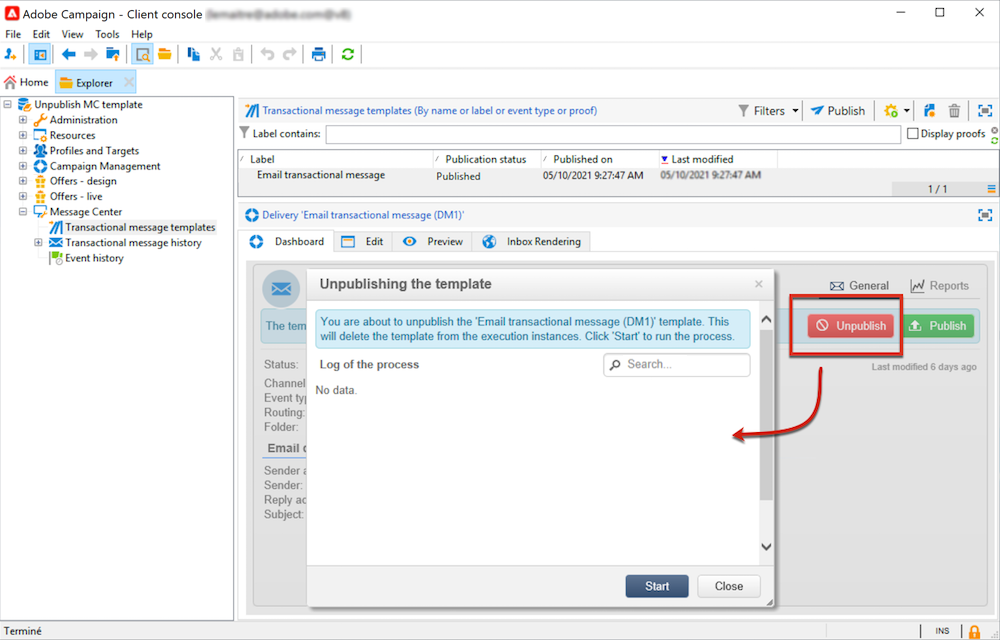 Adobe Campaign - Client console
File Edit View Tools Help
Home Explorer
Unpublish MC template
Administration
Resources
Profiles and Targets
Campaign Management
Offers - design
Offers - live
Message Center
Transactional message templates
Transactional message history
Event history
Transactional message templates (By name or label or event type or proof)
Filters Publish
Label contains: Display proofs
Label Publication status Published on Last modified
Email transactional message Published 05/10/2021 9:27:47 AM 05/10/2021 9:27:47 AM
1 / 1
Delivery 'Email transactional message (DM1)'
Dashboard Edit Preview Inbox Rendering
General Reports
The tem
Unpublish Publish
Last modified 6 days ago
Status:
Channel
Event typ
Routing:
Folder:
Email d
Sender a
Sender:
Reply ad
Subject:
Unpublishing the template
You are about to unpublish the 'Email transactional message (DM1)' template. This
will delete the template from the execution instances. Click 'Start' to run the process.
Log of the process Search...
No data.
Start Close
Terminé INS